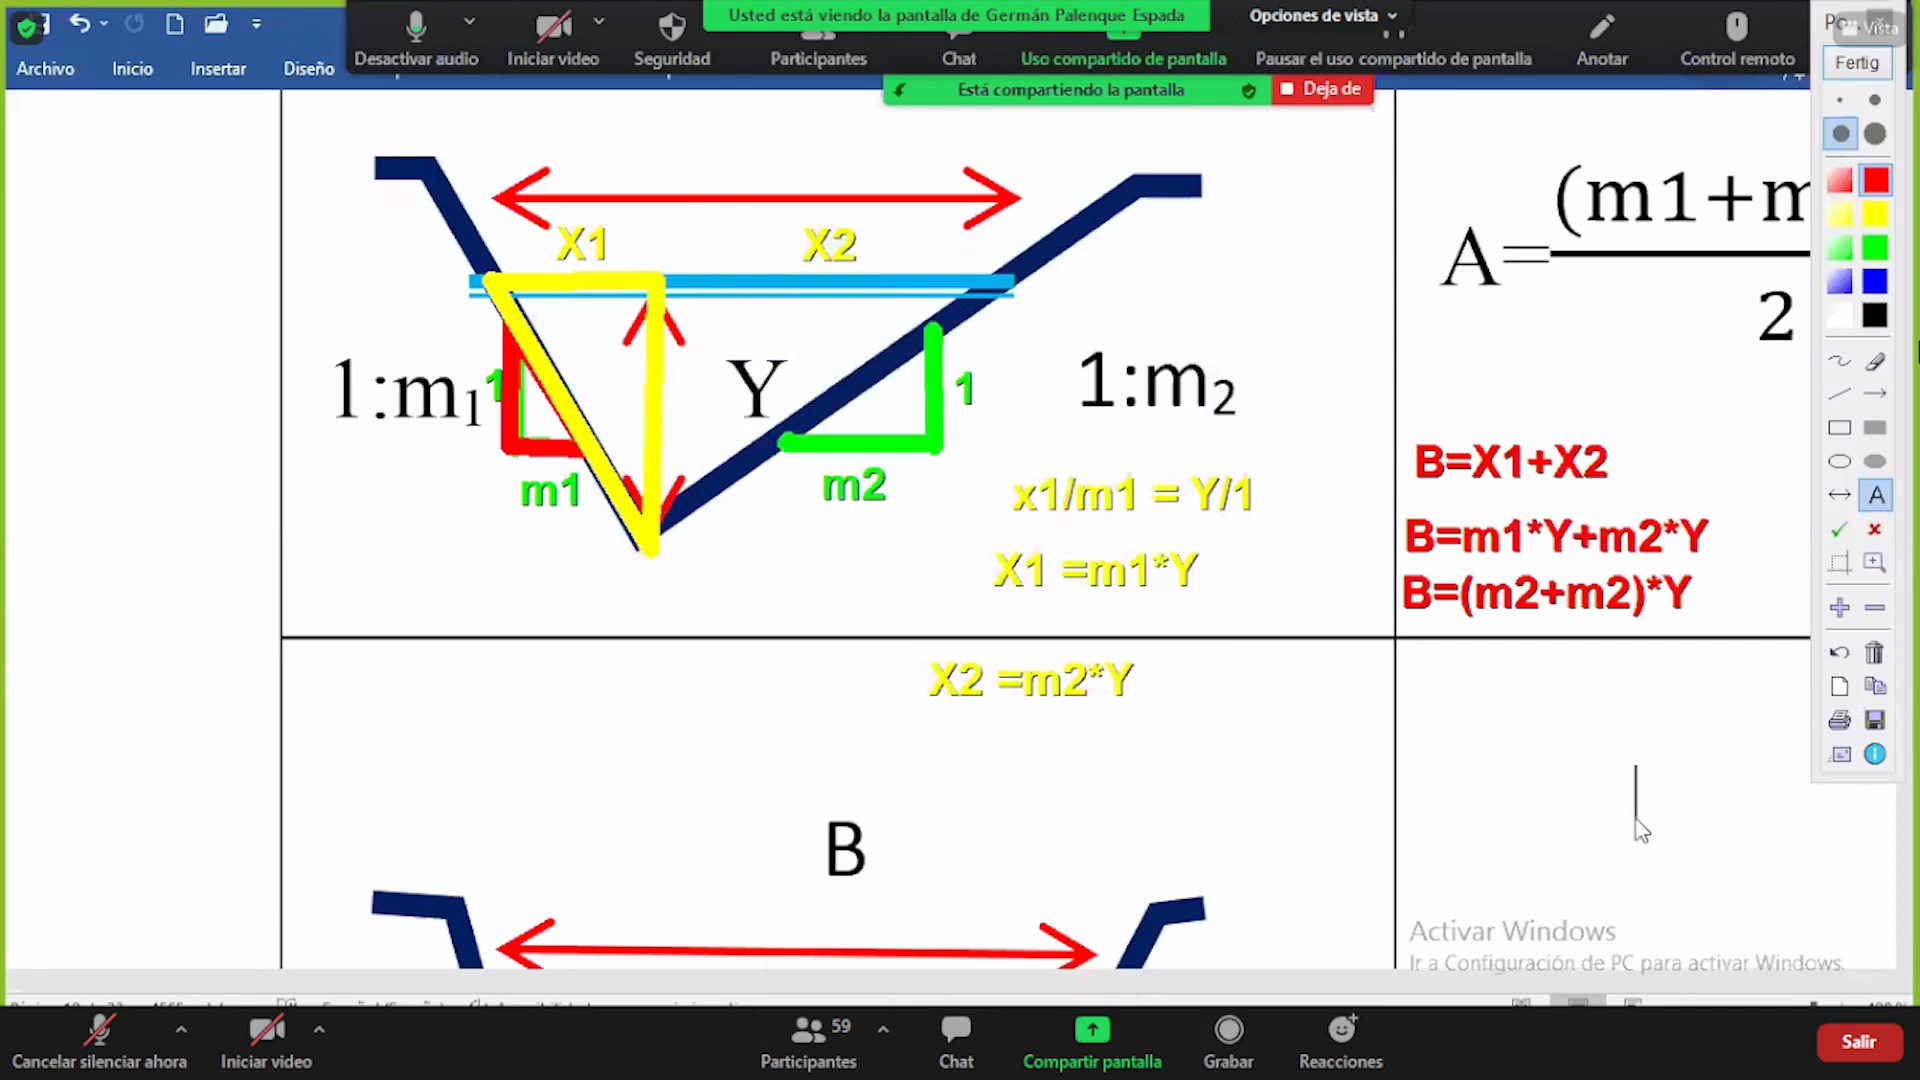 Usted está viendo la pantalla de Germán Palenque Espada
Opciones de vista
Vista
Archivo Inicio Insertar Diseño
Desactivar audio Iniciar video Seguridad Participantes Chat Uso compartido de pantalla Pausar el uso compartido de pantalla Anotar Control remoto
Fertig
Está compartiendo la pantalla Deja de
X1 X2
1:m1 1 Y 1 1:m2
m1 m2
x1/m1 = Y/1
X1 =m1*Y
A=(m1+m
2
B=X1+X2
B=m1*Y+m2*Y
B=(m2+m2)*Y
X2 =m2*Y
B
A
Activar Windows
Ir a Configuración de PC para activar Windows.
Cancelar silenciar ahora Iniciar video Participantes 59 Chat Compartir pantalla Grabar Reacciones Salir